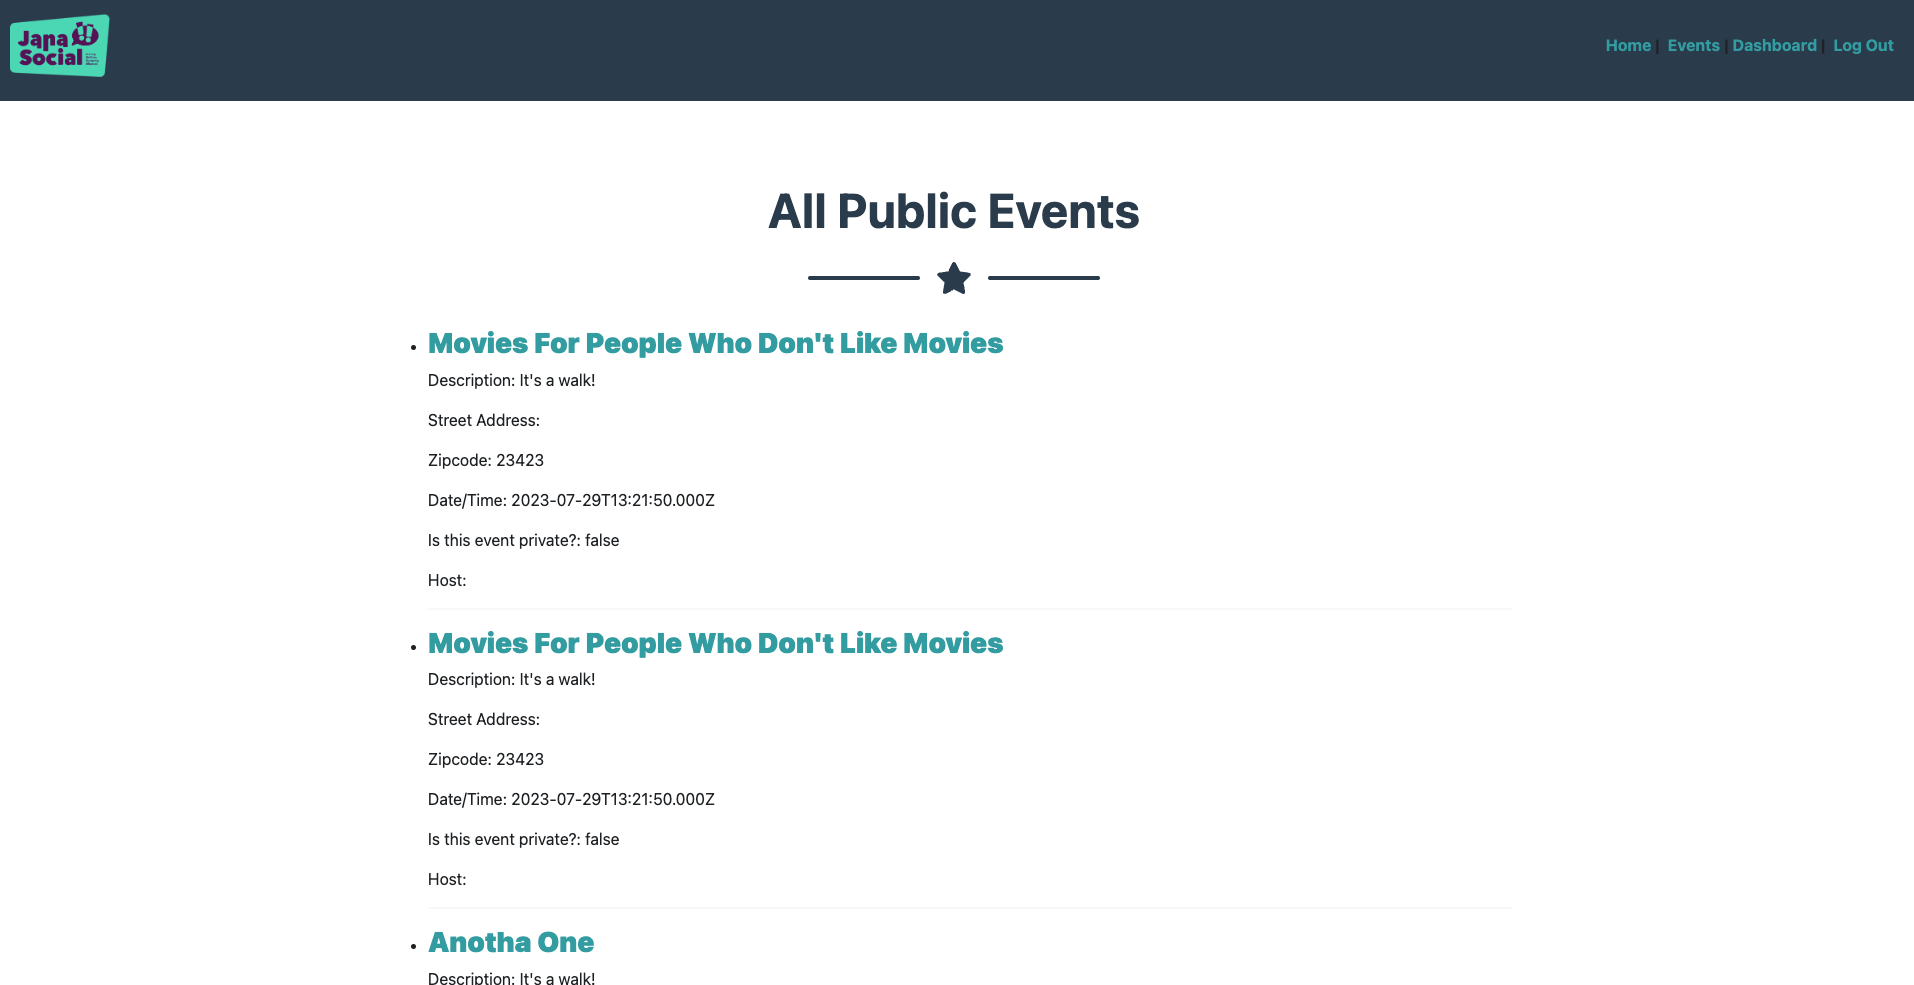 Japa
Social
Home | Events | Dashboard | Log Out
All Public Events
Movies For People Who Don't Like Movies
Description: It's a walk!
Street Address:
Zipcode: 23423
Date/Time: 2023-07-29T13:21:50.000Z
Is this event private?: false
Host:
Movies For People Who Don't Like Movies
Description: It's a walk!
Street Address:
Zipcode: 23423
Date/Time: 2023-07-29T13:21:50.000Z
Is this event private?: false
Host:
Anotha One
Description: It's a walk!